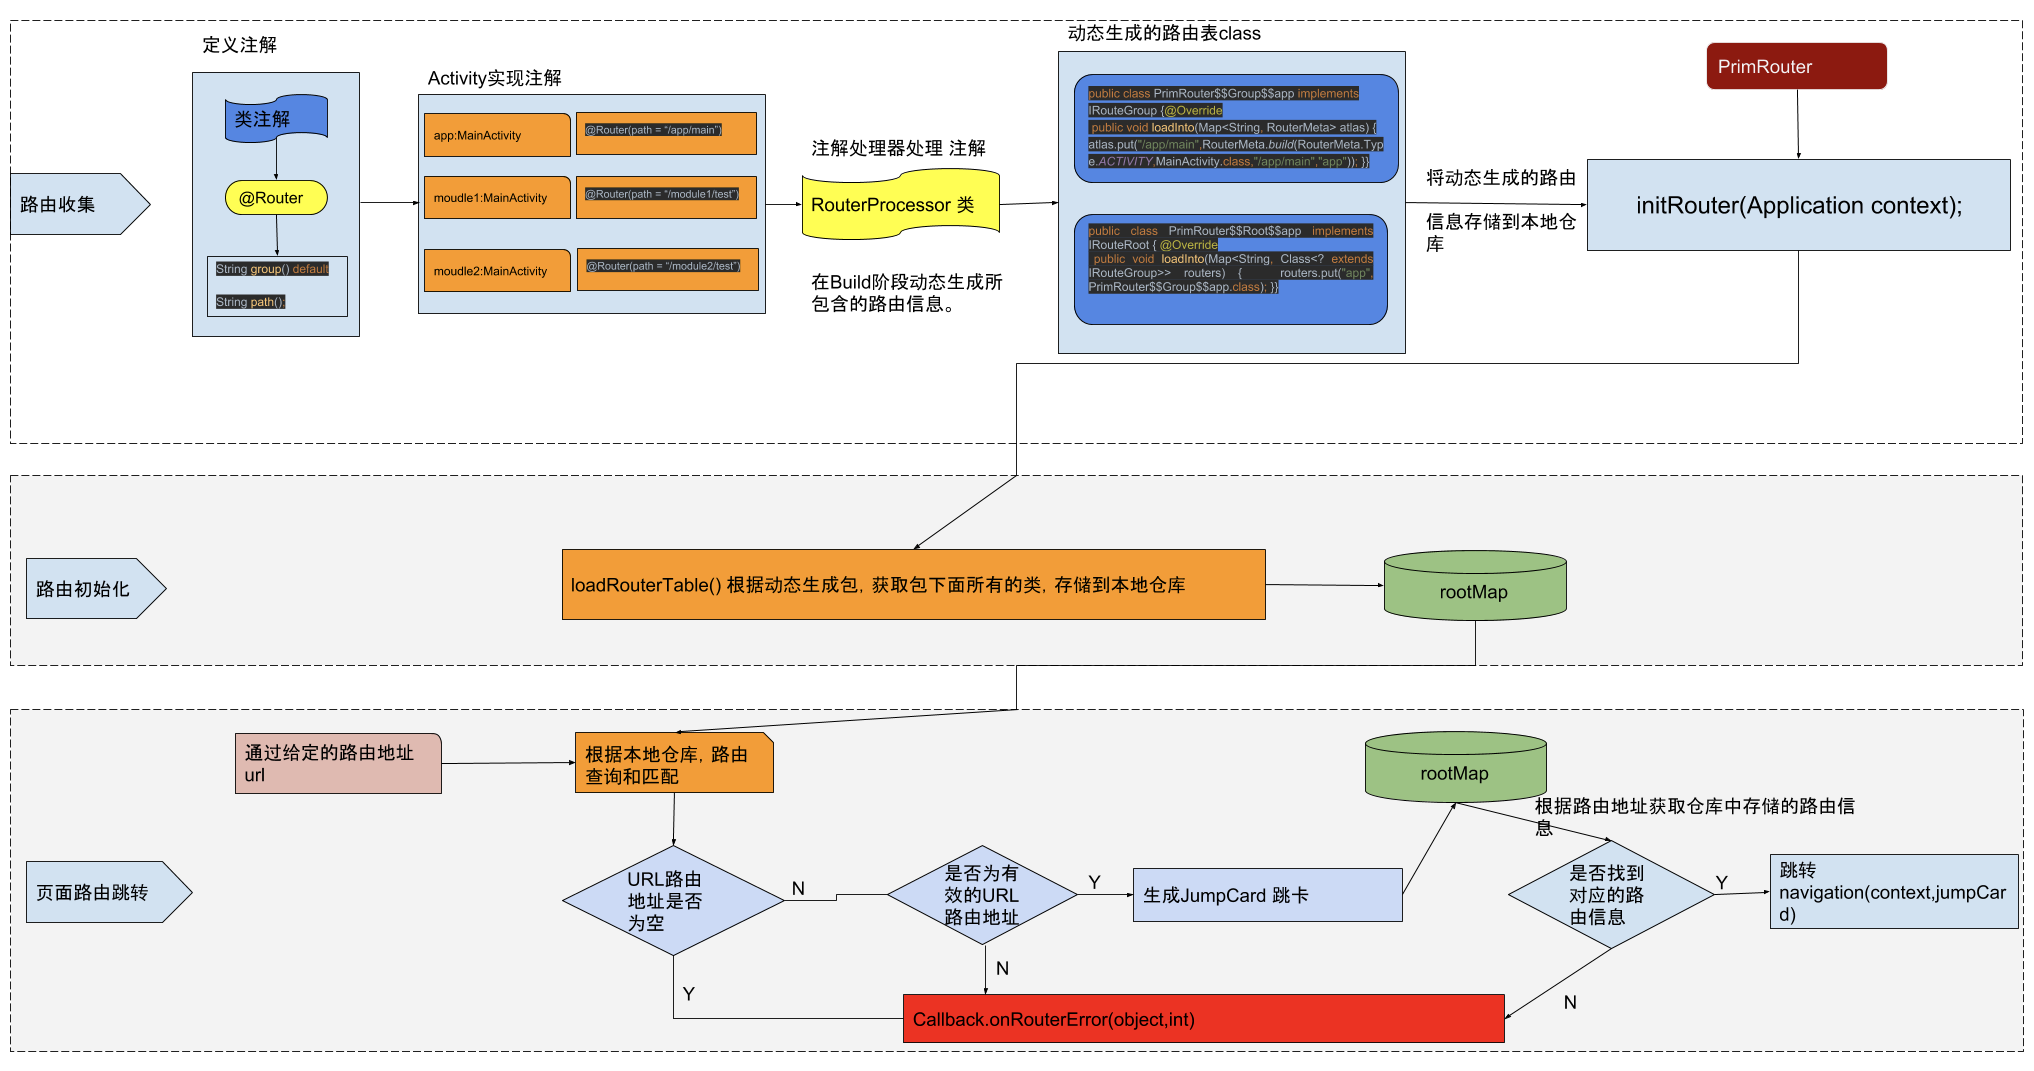 定义注解
动态生成的路由表class
Activity实现注解
PrimRouter
路由收集
类注解
@Router
String group() default
String path();
app:MainActivity
@Router(path = "/app/main")
moudle1:MainActivity
@Router(path = "/module1/test")
moudle2:MainActivity
@Router(path = "/module2/test")
注解处理器处理 注解
RouterProcessor 类
在Build阶段动态生成所
包含的路由信息。
public class PrimRouter$$Group$$app implements
IRouteGroup {@Override
public void loadInto(Map<String, RouterMeta> atlas) {
atlas.put("/app/main",RouterMeta.build(RouterMeta.Typ
e.ACTIVITY,MainActivity.class,"/app/main","app")); }}
public class PrimRouter$$Root$$app implements
IRouteRoot { @Override
public void loadInto(Map<String, Class<? extends
IRouteGroup>> routers) { routers.put("app",
PrimRouter$$Group$$app.class); }}
将动态生成的路由
信息存储到本地仓
库
initRouter(Application context);
路由初始化
loadRouterTable() 根据动态生成包, 获取包下面所有的类, 存储到本地仓库
rootMap
页面路由跳转
通过给定的路由地址
url
根据本地仓库, 路由
查询和匹配
URL路由
地址是否
为空
N
Y
是否为有
效的URL
路由地址
Y
N
生成JumpCard 跳卡
rootMap
根据路由地址获取仓库中存储的路由信
息
是否找到
对应的路
由信息
Y
N
跳转
navigation(context,jumpCar
d)
Callback.onRouterError(object,int)